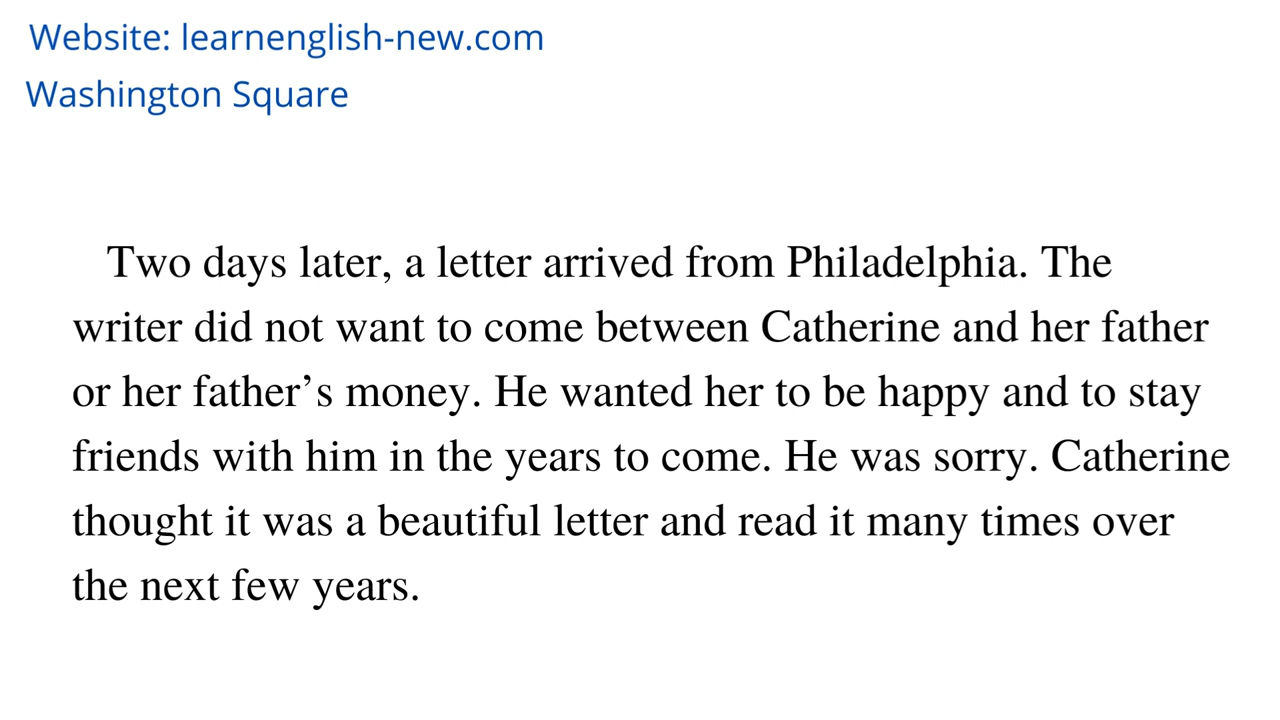 Website: learnenglish-new.com
Washington Square
Two days later, a letter arrived from Philadelphia. The
writer did not want to come between Catherine and her father
or her father’s money. He wanted her to be happy and to stay
friends with him in the years to come. He was sorry. Catherine
thought it was a beautiful letter and read it many times over
the next few years.